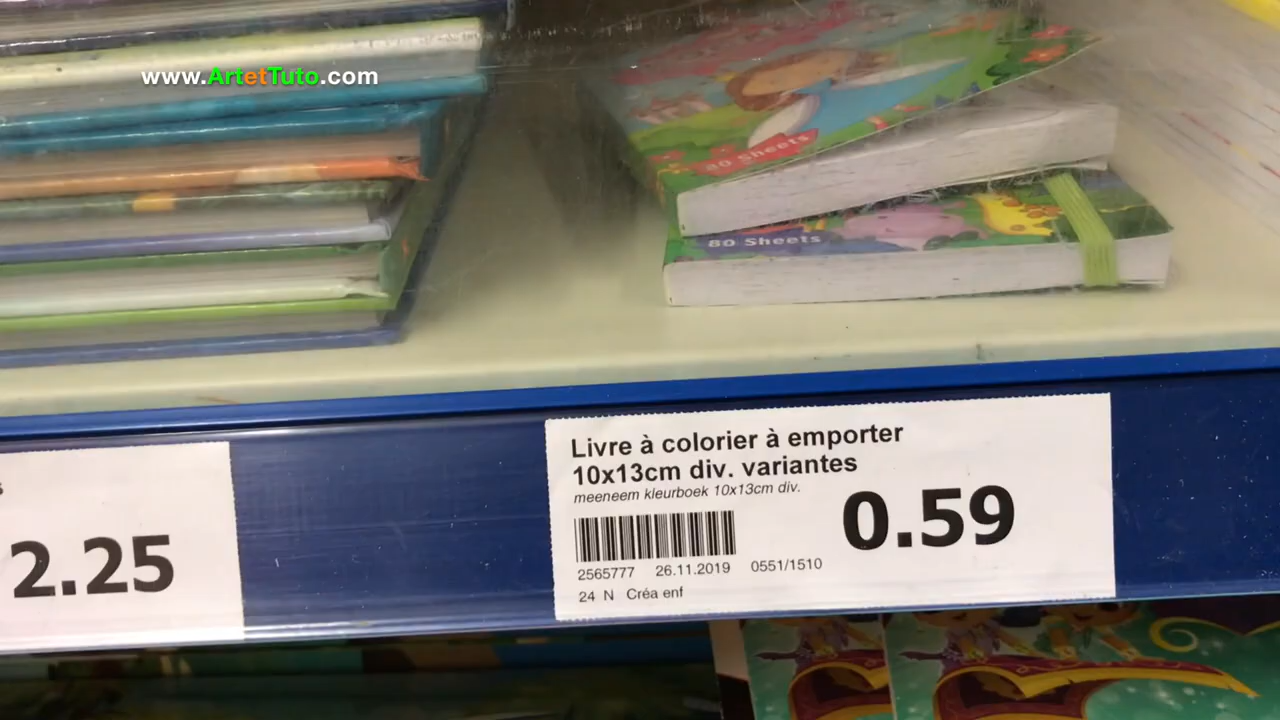 www.ArtetTuto.com
80 Sheets
80 Sheets
Livre à colorier à emporter
10x13cm div. variantes
meeneem kleurboek 10x13cm div.
0.59
2565777 26.11.2019 0551/1510
24 N Créa enf
2.25